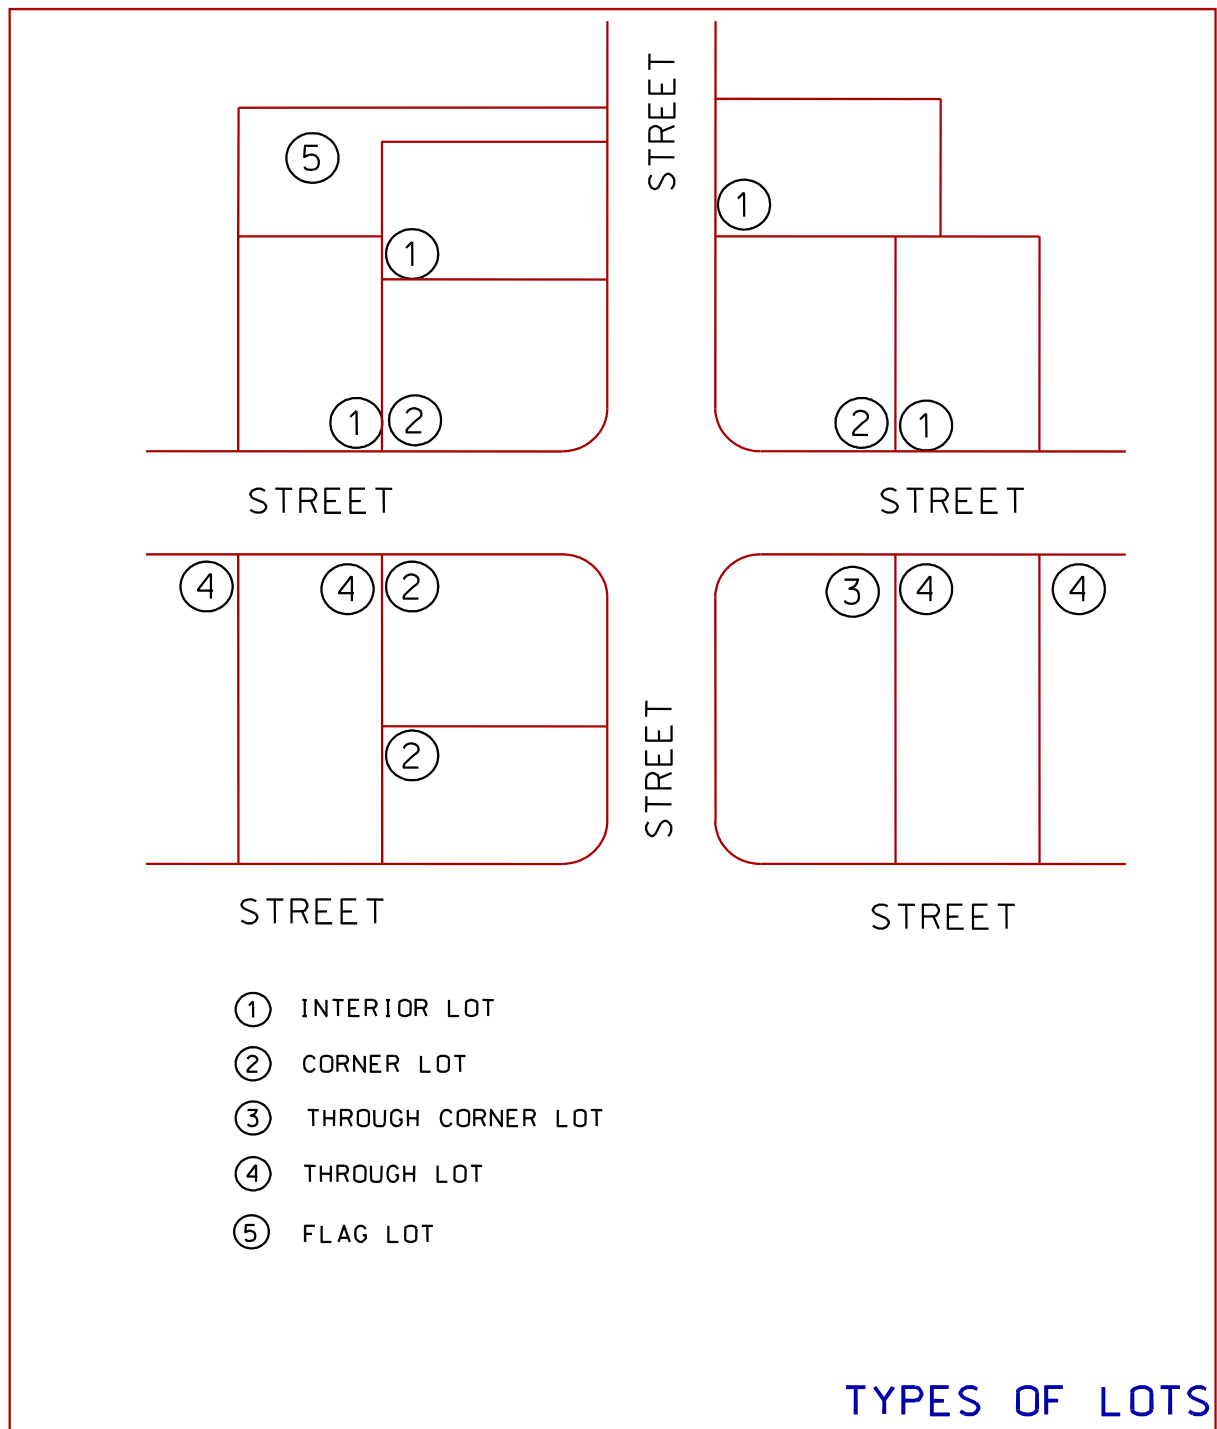 STREET
5
1
1
1
2
2
1
STREET
STREET
4
4
2
3
4
4
STREET
2
STREET
STREET
1 INTERIOR LOT
2 CORNER LOT
3 THROUGH CORNER LOT
4 THROUGH LOT
5 FLAG LOT
TYPES OF LOTS